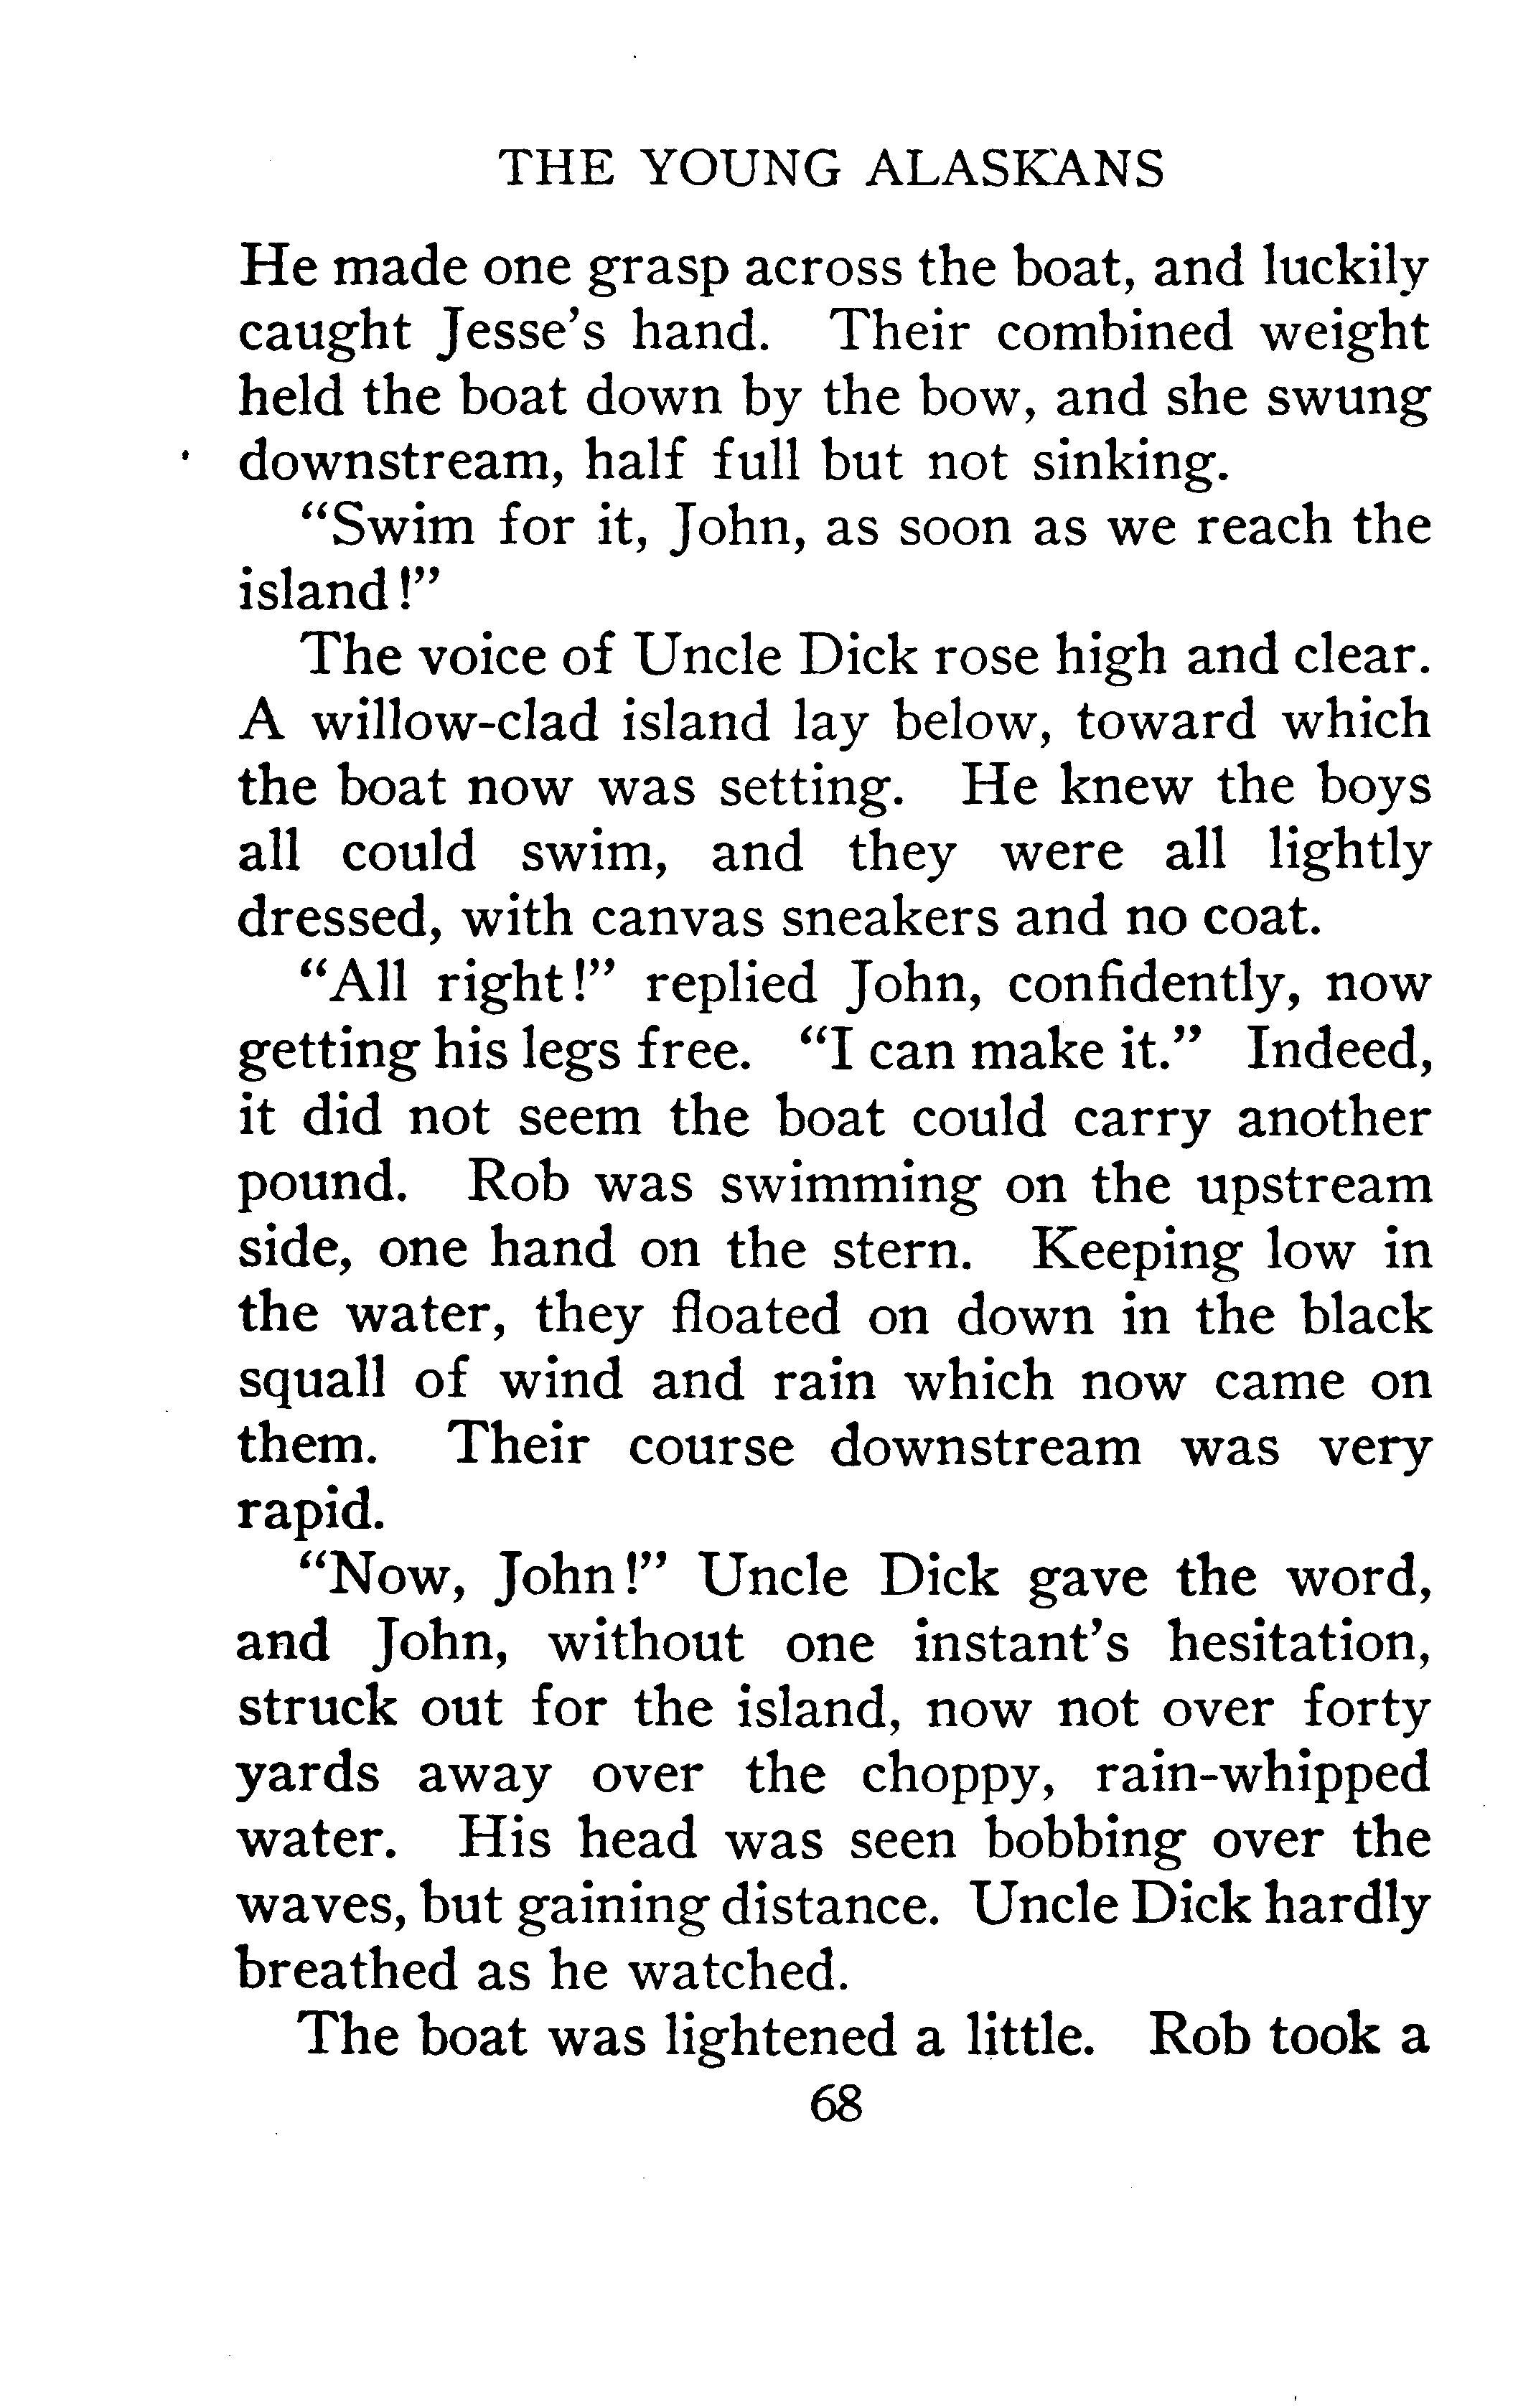 THE YOUNG ALASKANS
He made one grasp across the boat, and luckily
caught Jesse's hand. Their combined weight
held the boat down by the bow, and she swung
downstream, half full but not sinking.
"Swim for it, John, as soon as we reach the
island!"
The voice of Uncle Dick rose high and clear.
A willow-clad island lay below, toward which
the boat now was setting. He knew the boys
all could swim, and they were all lightly
dressed, with canvas sneakers and no coat.
"All right!" replied John, confidently, now
getting his legs free. "I can make it." Indeed,
it did not seem the boat could carry another
pound. Rob was swimming on the upstream
side, one hand on the stern. Keeping low in
the water, they floated on down in the black
squall of wind and rain which now came on
them. Their course downstream was very
rapid.
"Now, John!" Uncle Dick gave the word,
and John, without one instant's hesitation,
struck out for the island, now not over forty
yards away over the choppy, rain-whipped
water. His head was seen bobbing over the
waves, but gaining distance. Uncle Dick hardly
breathed as he watched.
The boat was lightened a little. Rob took a
68